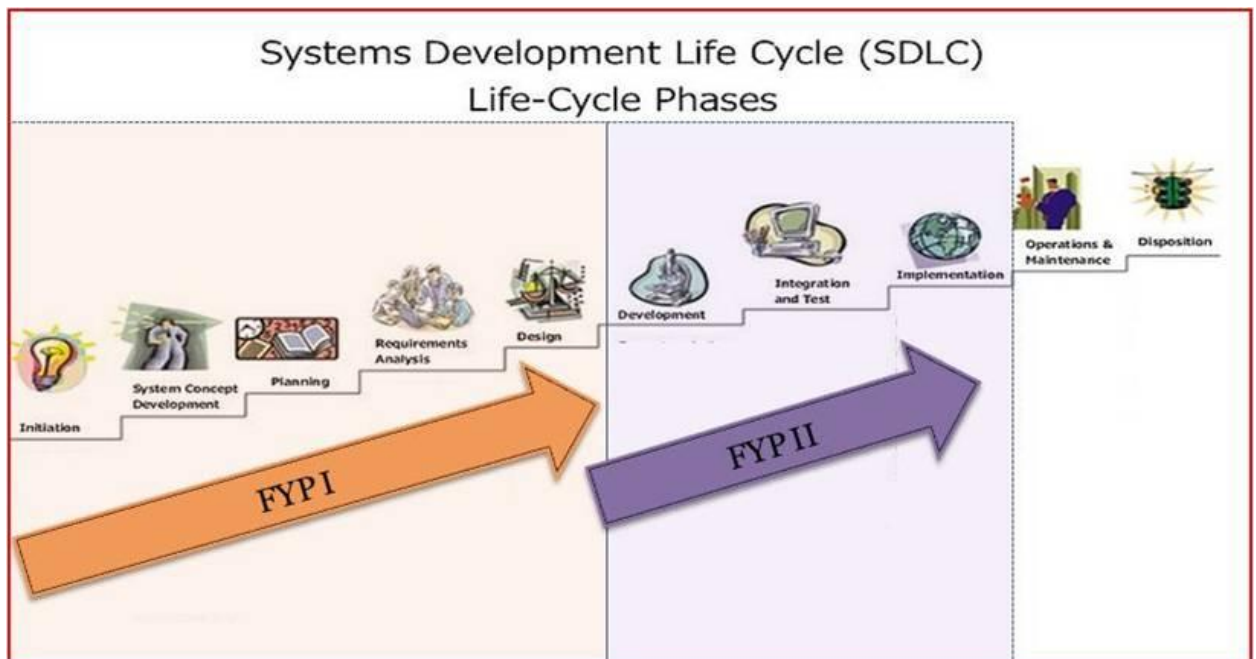 Systems Development Life Cycle (SDLC)
Life-Cycle Phases
Initiation
System Concept
Development
Planning
Requirements
Analysis
Design
Development
Integration
and Test
Implementation
Operations &
Maintenance
Disposition
FYP I
FYP II